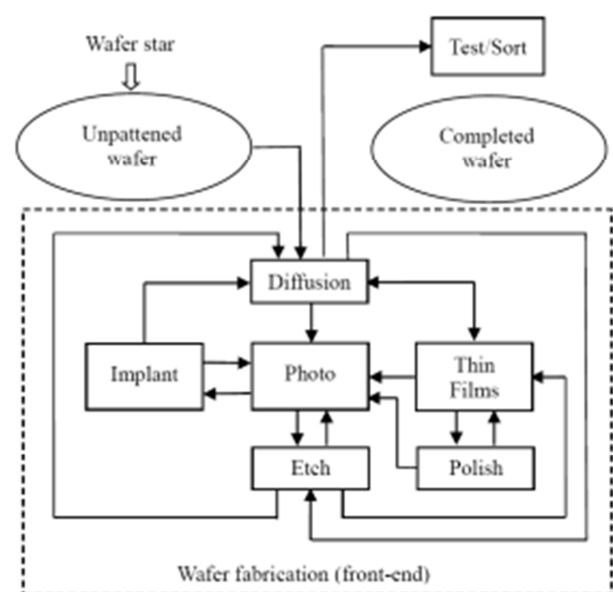 Wafer star
Test/Sort
Unpattened
wafer
Completed
wafer
Diffusion
Implant
Photo
Thin
Films
Etch
Polish
Wafer fabrication (front-end)